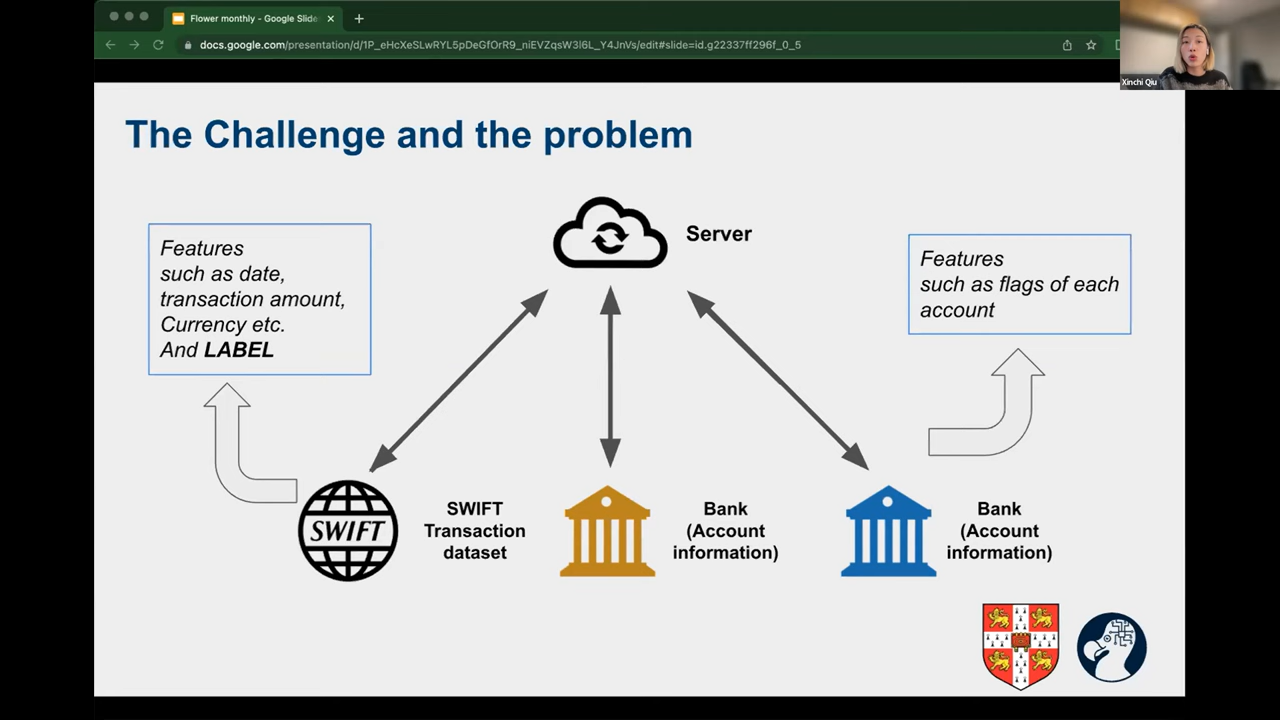 Flower monthly - Google Slide
docs.google.com/presentation/d/1P_eHcXeSLwRYL5pDeGfOrR9_niEVZqsW3l6L_Y4JnVs/edit#slide=id.g22337ff296f_0_5
Xinchi Qiu
The Challenge and the problem
Features
such as date,
transaction amount,
Currency etc.
And LABEL
Server
Features
such as flags of each
account
SWIFT
SWIFT
Transaction
dataset
Bank
(Account
information)
Bank
(Account
information)